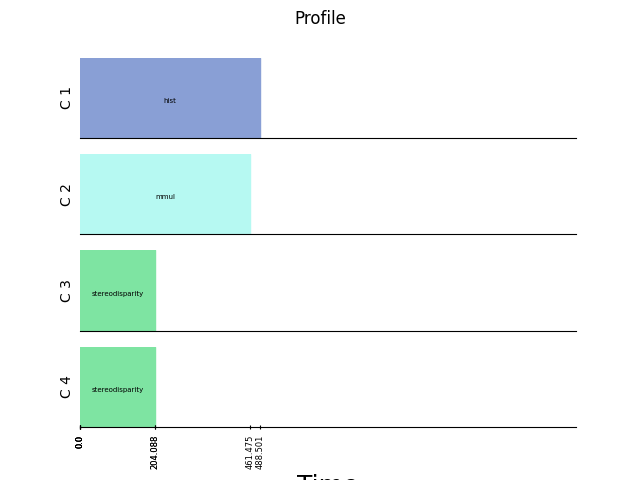 Profile
C 1
hist
C 2
mmul
C 3
stereodisparity
C 4
stereodisparity
0.0
204.088
461.475
488.501
Time